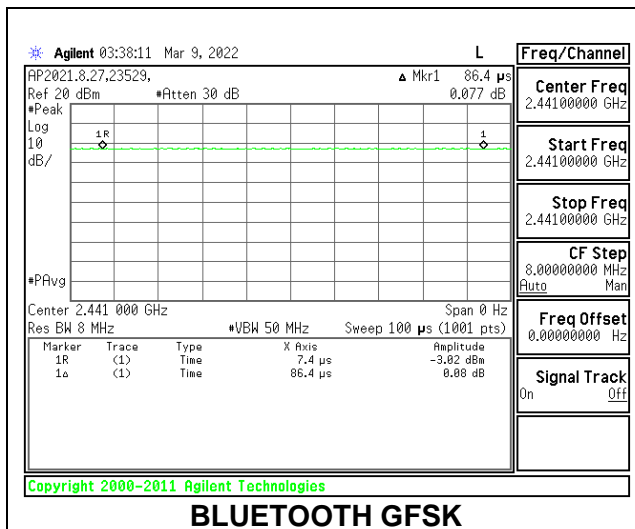 Agilent 03:38:11 Mar 9, 2022 L Freq/Channel
AP2021.8.27,23529, Δ Mkr1 86.4 µs
Ref 20 dBm #Atten 30 dB 0.077 dB
#Peak
Log
10
dB/
1R 1
#PAvg
Center 2.441 000 GHz Span 0 Hz
Res BW 8 MHz #VBW 50 MHz Sweep 100 µs (1001 pts)
Marker Trace Type X Axis Amplitude
1R (1) Time 7.4 µs -3.02 dBm
1Δ (1) Time 86.4 µs 0.08 dB
Center Freq
2.44100000 GHz
Start Freq
2.44100000 GHz
Stop Freq
2.44100000 GHz
CF Step
8.00000000 MHz
Auto Man
Freq Offset
0.00000000 Hz
Signal Track
On Off
Copyright 2000-2011 Agilent Technologies
BLUETOOTH GFSK